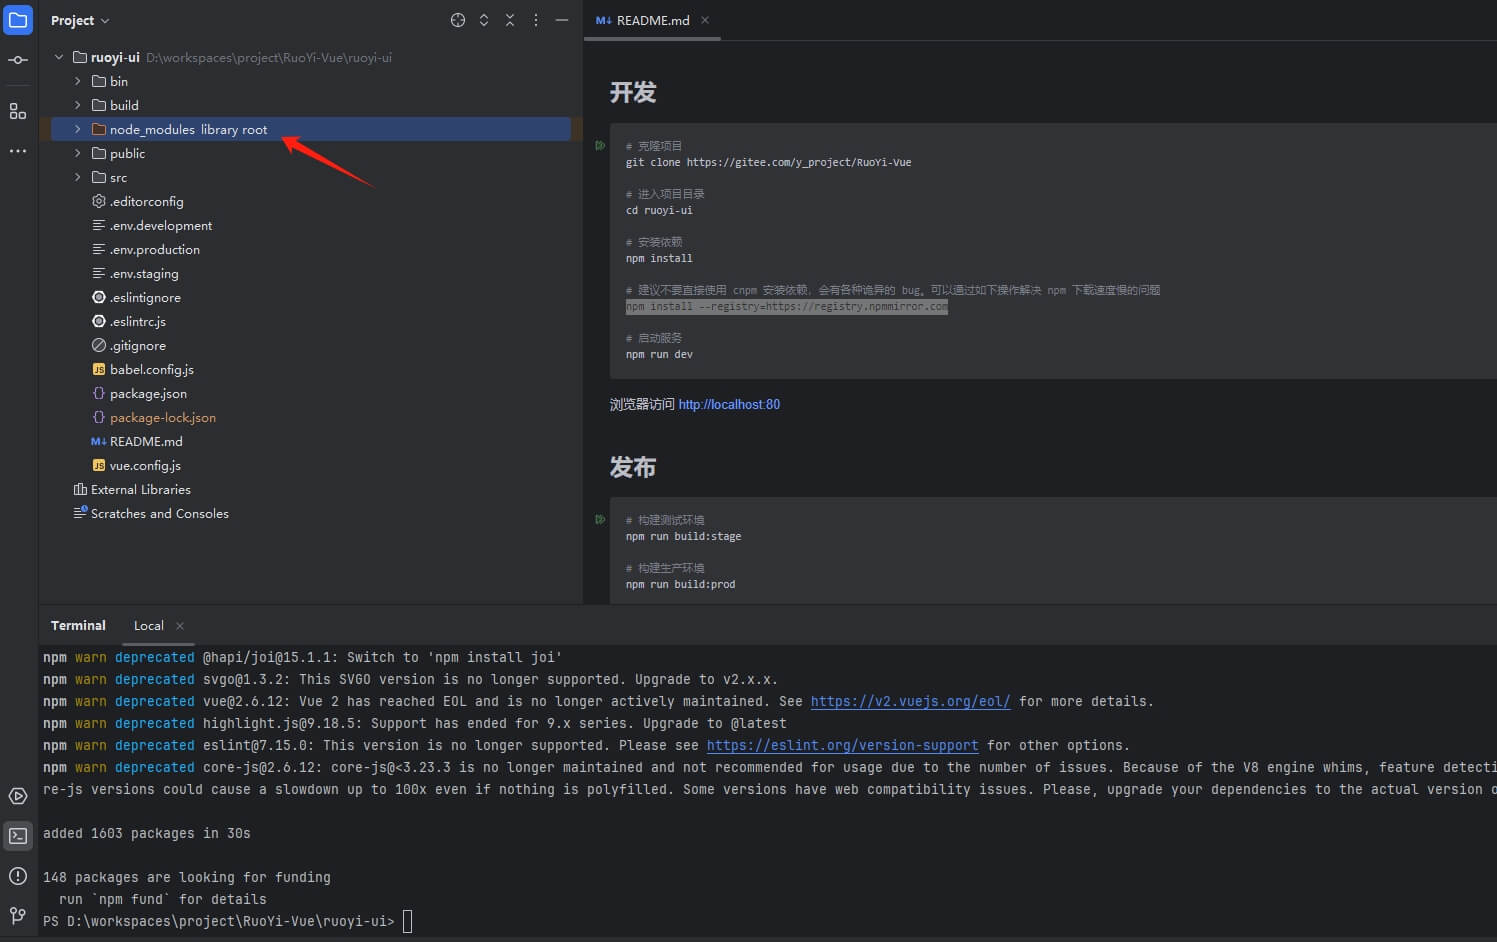 Project
ruoyi-ui D:\workspaces\project\RuoYi-Vue\ruoyi-ui
bin
build
node_modules library root
public
src
.editorconfig
.env.development
.env.production
.env.staging
.eslintignore
.eslintrc.js
.gitignore
babel.config.js
package.json
package-lock.json
README.md
vue.config.js
External Libraries
Scratches and Consoles
README.md
开发
# 克隆项目
git clone https://gitee.com/y_project/RuoYi-Vue
# 进入项目目录
cd ruoyi-ui
# 安装依赖
npm install
# 建议不要直接使用 cnpm 安装依赖，会有各种诡异的 bug。可以通过如下操作解决 npm 下载速度慢的问题
npm install --registry=https://registry.npmmirror.com
# 启动服务
npm run dev
浏览器访问 http://localhost:80
发布
# 构建测试环境
npm run build:stage
# 构建生产环境
npm run build:prod
Terminal Local
npm warn deprecated @hapi/joi@15.1.1: Switch to 'npm install joi'
npm warn deprecated svgo@1.3.2: This SVGO version is no longer supported. Upgrade to v2.x.x.
npm warn deprecated vue@2.6.12: Vue 2 has reached EOL and is no longer actively maintained. See https://v2.vuejs.org/eol/ for more details.
npm warn deprecated highlight.js@9.18.5: Support has ended for 9.x series. Upgrade to @latest
npm warn deprecated eslint@7.15.0: This version is no longer supported. Please see https://eslint.org/version-support for other options.
npm warn deprecated core-js@2.6.12: core-js@<3.23.3 is no longer maintained and not recommended for usage due to the number of issues. Because of the V8 engine whims, feature detecti
re-js versions could cause a slowdown up to 100x even if nothing is polyfilled. Some versions have web compatibility issues. Please, upgrade your dependencies to the actual version o
added 1603 packages in 30s
148 packages are looking for funding
run `npm fund` for details
PS D:\workspaces\project\RuoYi-Vue\ruoyi-ui>